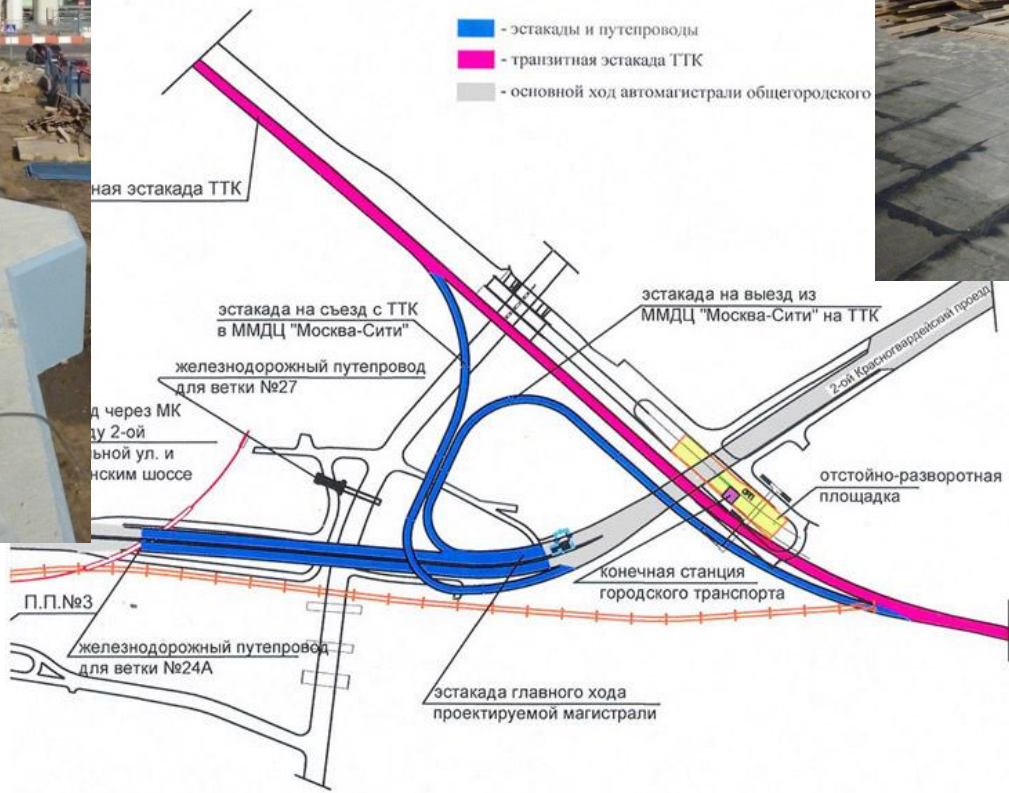 - эстакады и путепроводы
- транзитная эстакада ТТК
- основной ход автомагистрали общегородского
ная эстакада ТТК
эстакада на съезд с ТТК
в ММДЦ "Москва-Сити"
эстакада на выезд из
ММДЦ "Москва-Сити" на ТТК
2-ой Красногвардейский проезд
железнодорожный путепровод
для ветки №27
д через МК
ду 2-ой
льной ул. и
нским шоссе
отстойно-разворотная
площадка
конечная станция
городского транспорта
П.П.№3
железнодорожный путепровод
для ветки №24А
эстакада главного хода
проектируемой магистрали